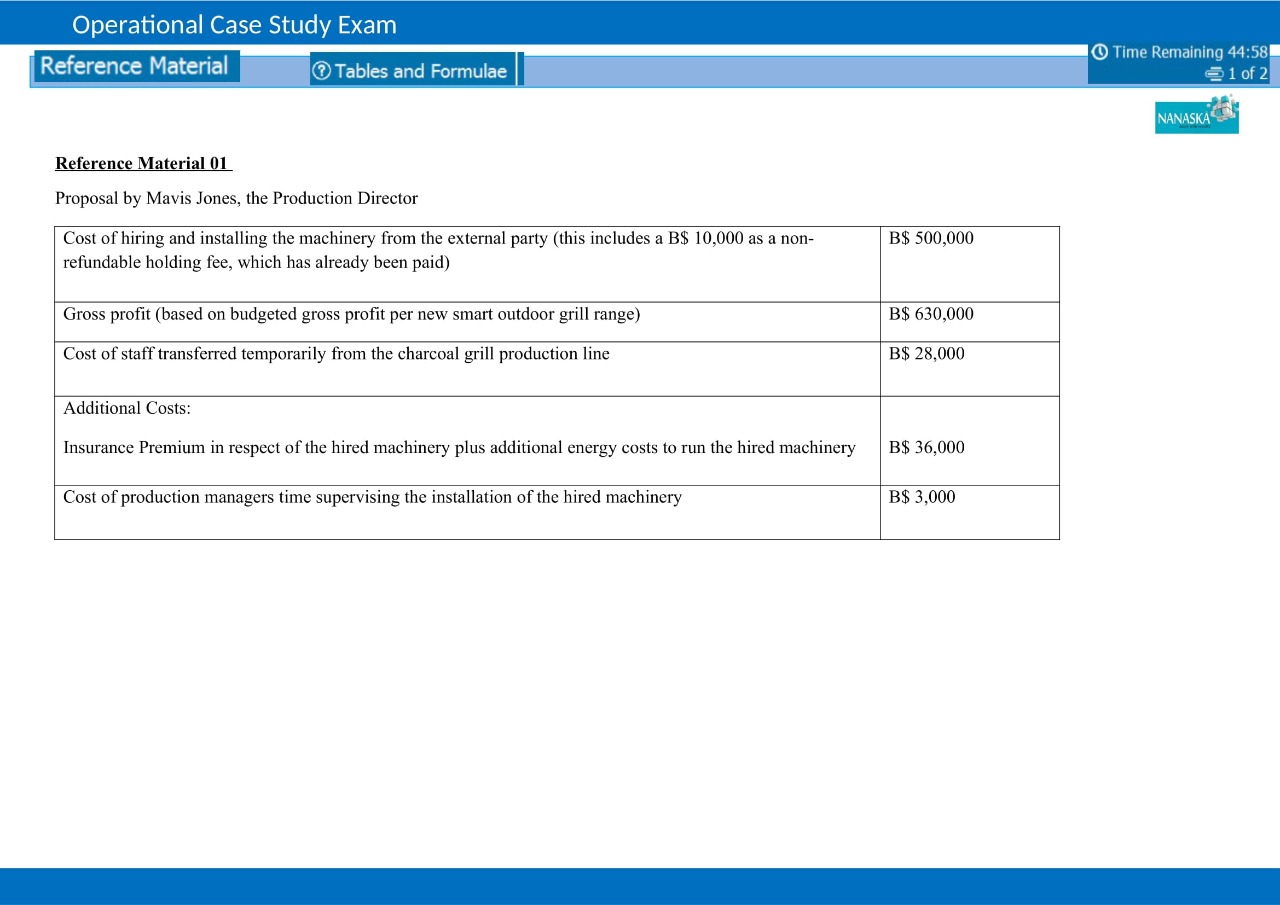 Operational Case Study Exam
Reference Material
Tables and Formulae
Time Remaining 44:58
1 of 2
NANASKA
Reference Material 01
Proposal by Mavis Jones, the Production Director
Cost of hiring and installing the machinery from the external party (this includes a B$ 10,000 as a non-
refundable holding fee, which has already been paid)
B$ 500,000
Gross profit (based on budgeted gross profit per new smart outdoor grill range)
B$ 630,000
Cost of staff transferred temporarily from the charcoal grill production line
B$ 28,000
Additional Costs:
Insurance Premium in respect of the hired machinery plus additional energy costs to run the hired machinery
B$ 36,000
Cost of production managers time supervising the installation of the hired machinery
B$ 3,000